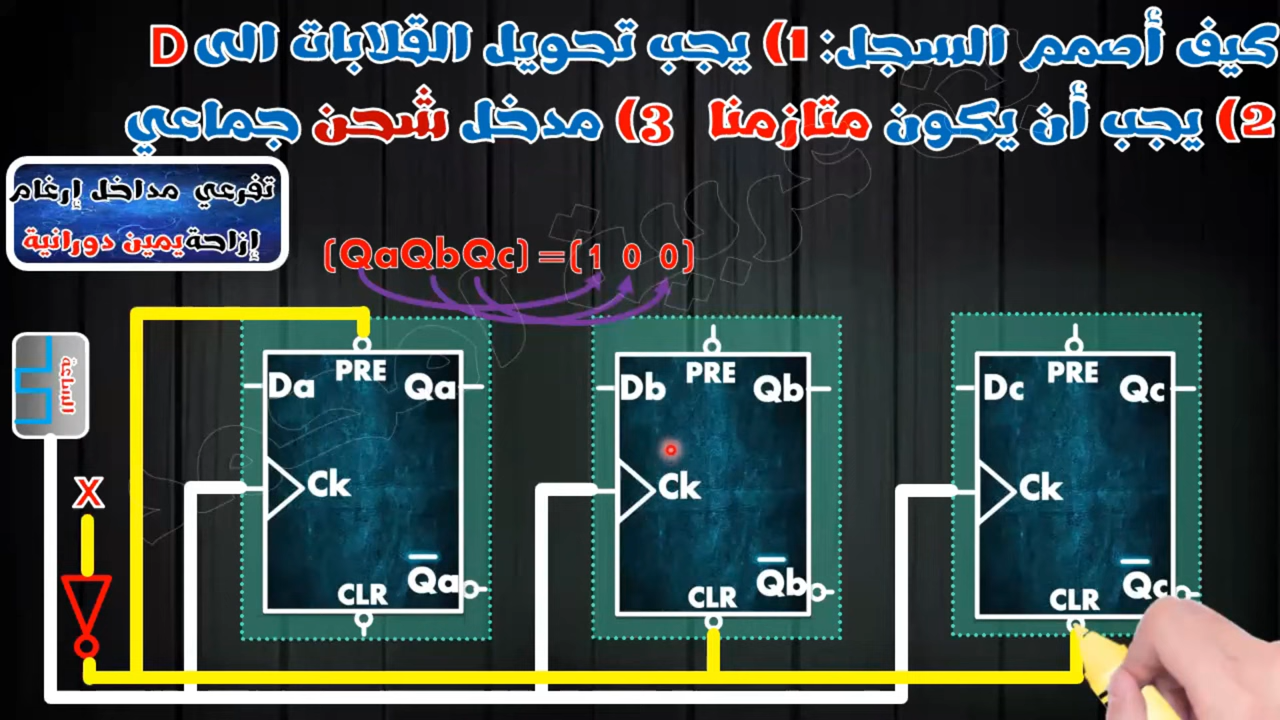 كيف أصمم السجل: 1) يجب تحويل القلابات الى D
2) يجب أن يكون متازمنا 3) مدخل شحن جماعي
تفرعي مداخل إرغام
إزاحة يمين دورانية
(QaQbQc) = (1 0 0)
الساعة
X
Da PRE Qa
Ck
CLR Qa
Db PRE Qb
Ck
CLR Qb
Dc PRE Qc
Ck
CLR Qc